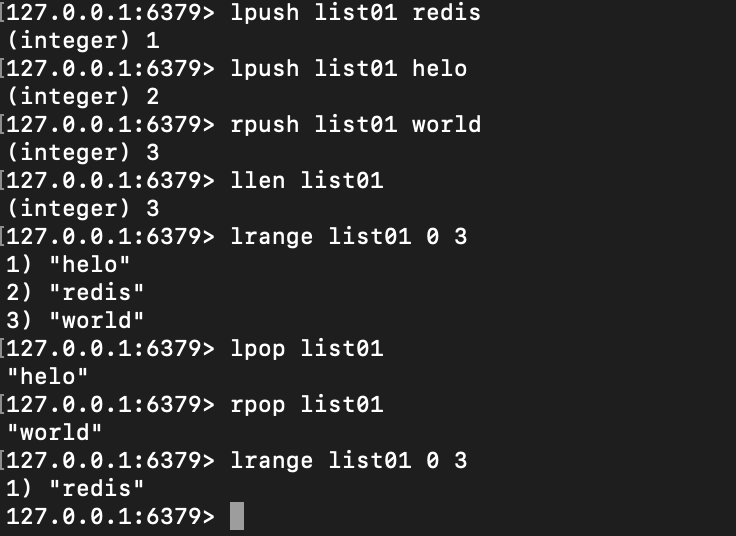 [127.0.0.1:6379> lpush list01 redis
(integer) 1
[127.0.0.1:6379> lpush list01 helo
(integer) 2
[127.0.0.1:6379> rpush list01 world
(integer) 3
[127.0.0.1:6379> llen list01
(integer) 3
[127.0.0.1:6379> lrange list01 0 3
1) "helo"
2) "redis"
3) "world"
[127.0.0.1:6379> lpop list01
"helo"
[127.0.0.1:6379> rpop list01
"world"
[127.0.0.1:6379> lrange list01 0 3
1) "redis"
127.0.0.1:6379>